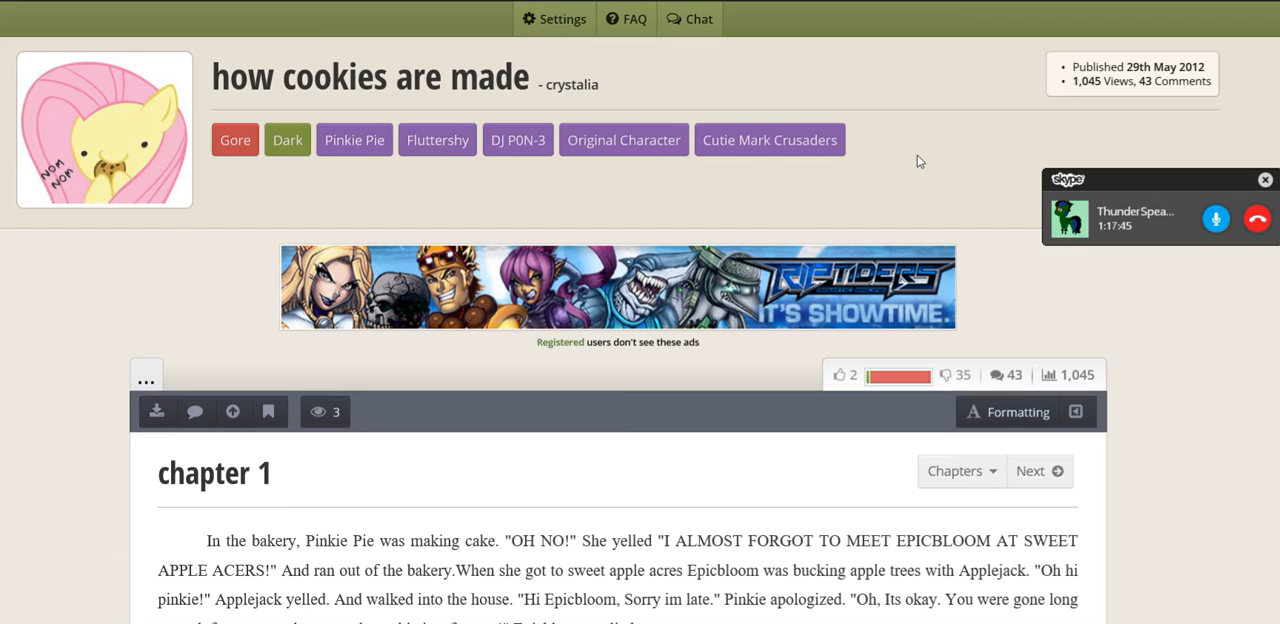 Settings FAQ Chat
how cookies are made - crystalia
Published 29th May 2012
1,045 Views, 43 Comments
NOM NOM
Gore Dark Pinkie Pie Fluttershy DJ P0N-3 Original Character Cutie Mark Crusaders
skype
ThunderSpea...
1:17:45
RIPTIDERS
IT'S SHOWTIME.
Registered users don't see these ads
... 2 35 43 1,045
3 Formatting
chapter 1 Chapters Next
In the bakery, Pinkie Pie was making cake. "OH NO!" She yelled "I ALMOST FORGOT TO MEET EPICBLOOM AT SWEET
APPLE ACERS!" And ran out of the bakery.When she got to sweet apple acres Epicbloom was bucking apple trees with Applejack. "Oh hi
pinkie!" Applejack yelled. And walked into the house. "Hi Epicbloom, Sorry im late." Pinkie apologized. "Oh, Its okay. You were gone long